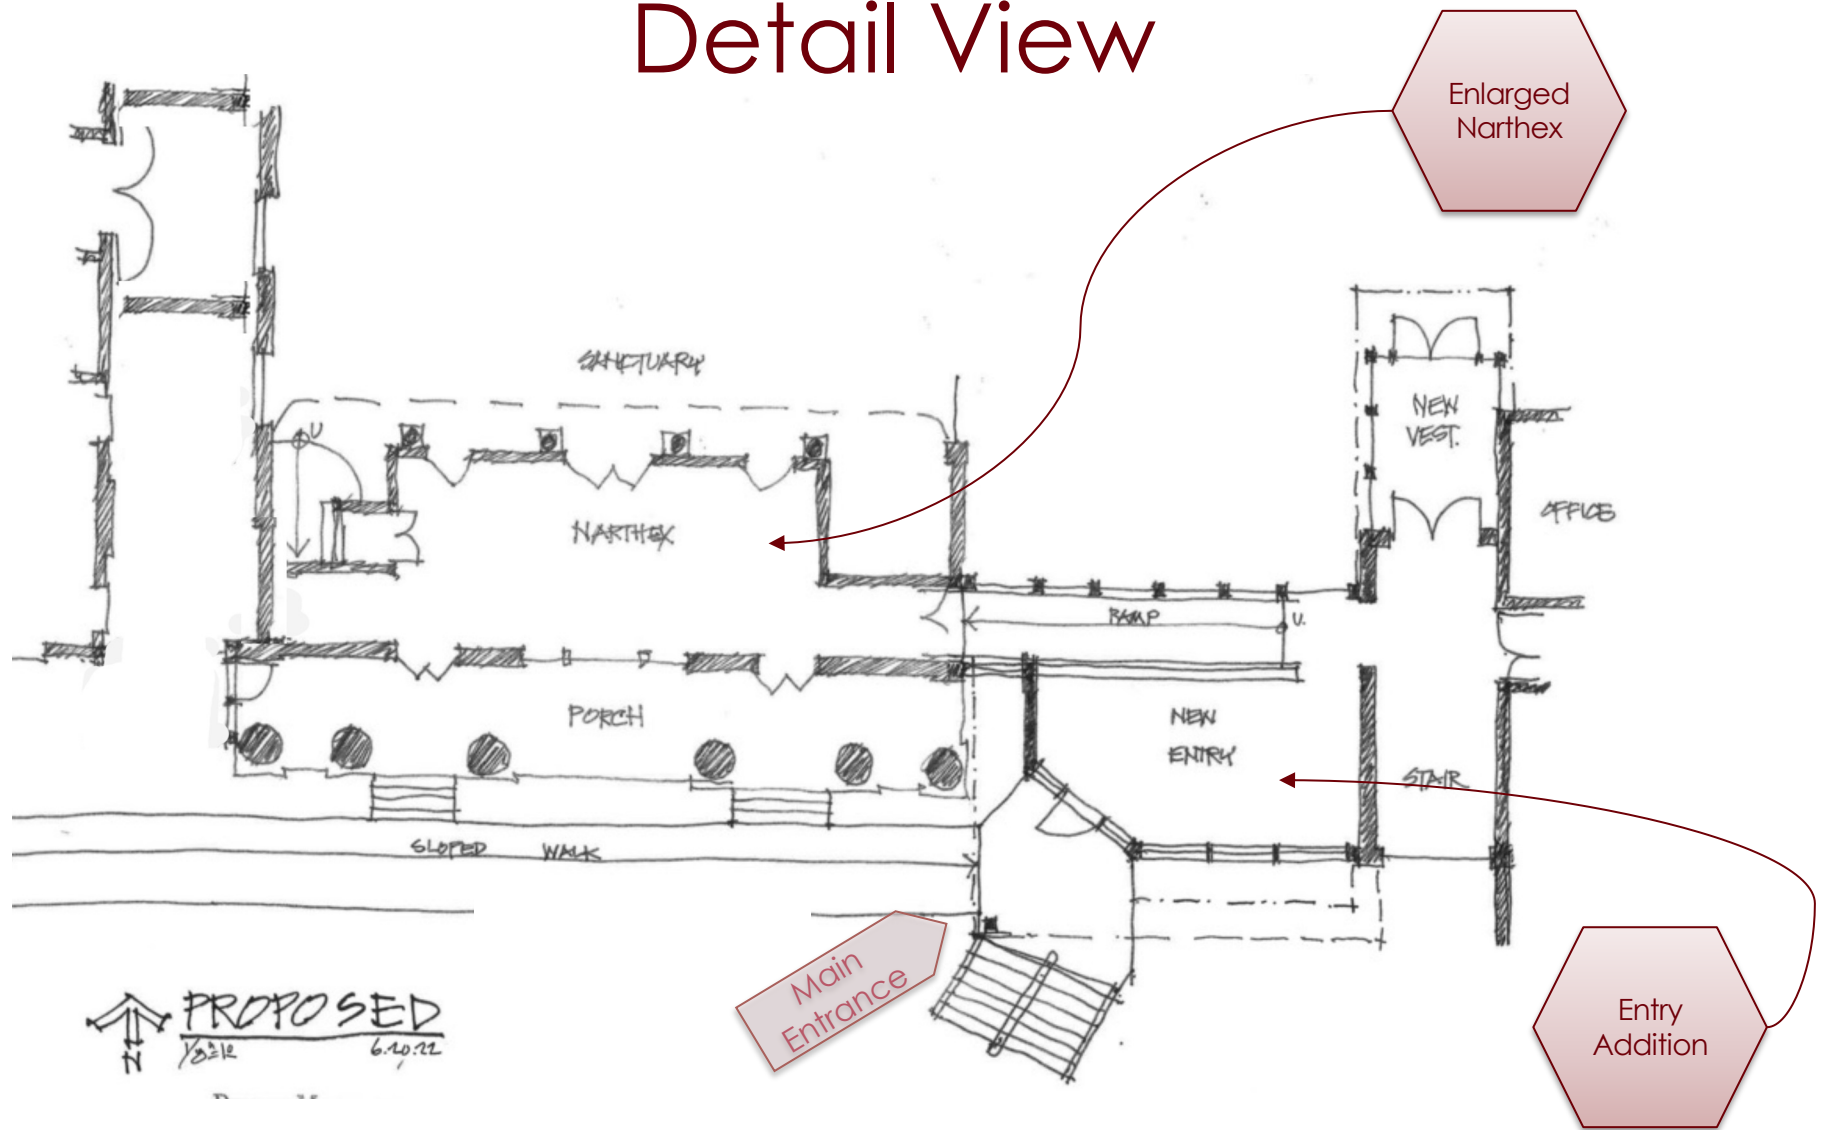 Detail View
Enlarged
Narthex
SANCTUARY
U
NEW
VEST.
OFFICE
NARTHEX
RAMP
U.
PORCH
NEW
ENTRY
STAIR
SLOPED WALK
Main
Entrance
PROPOSED
N
6.20.22
Entry
Addition